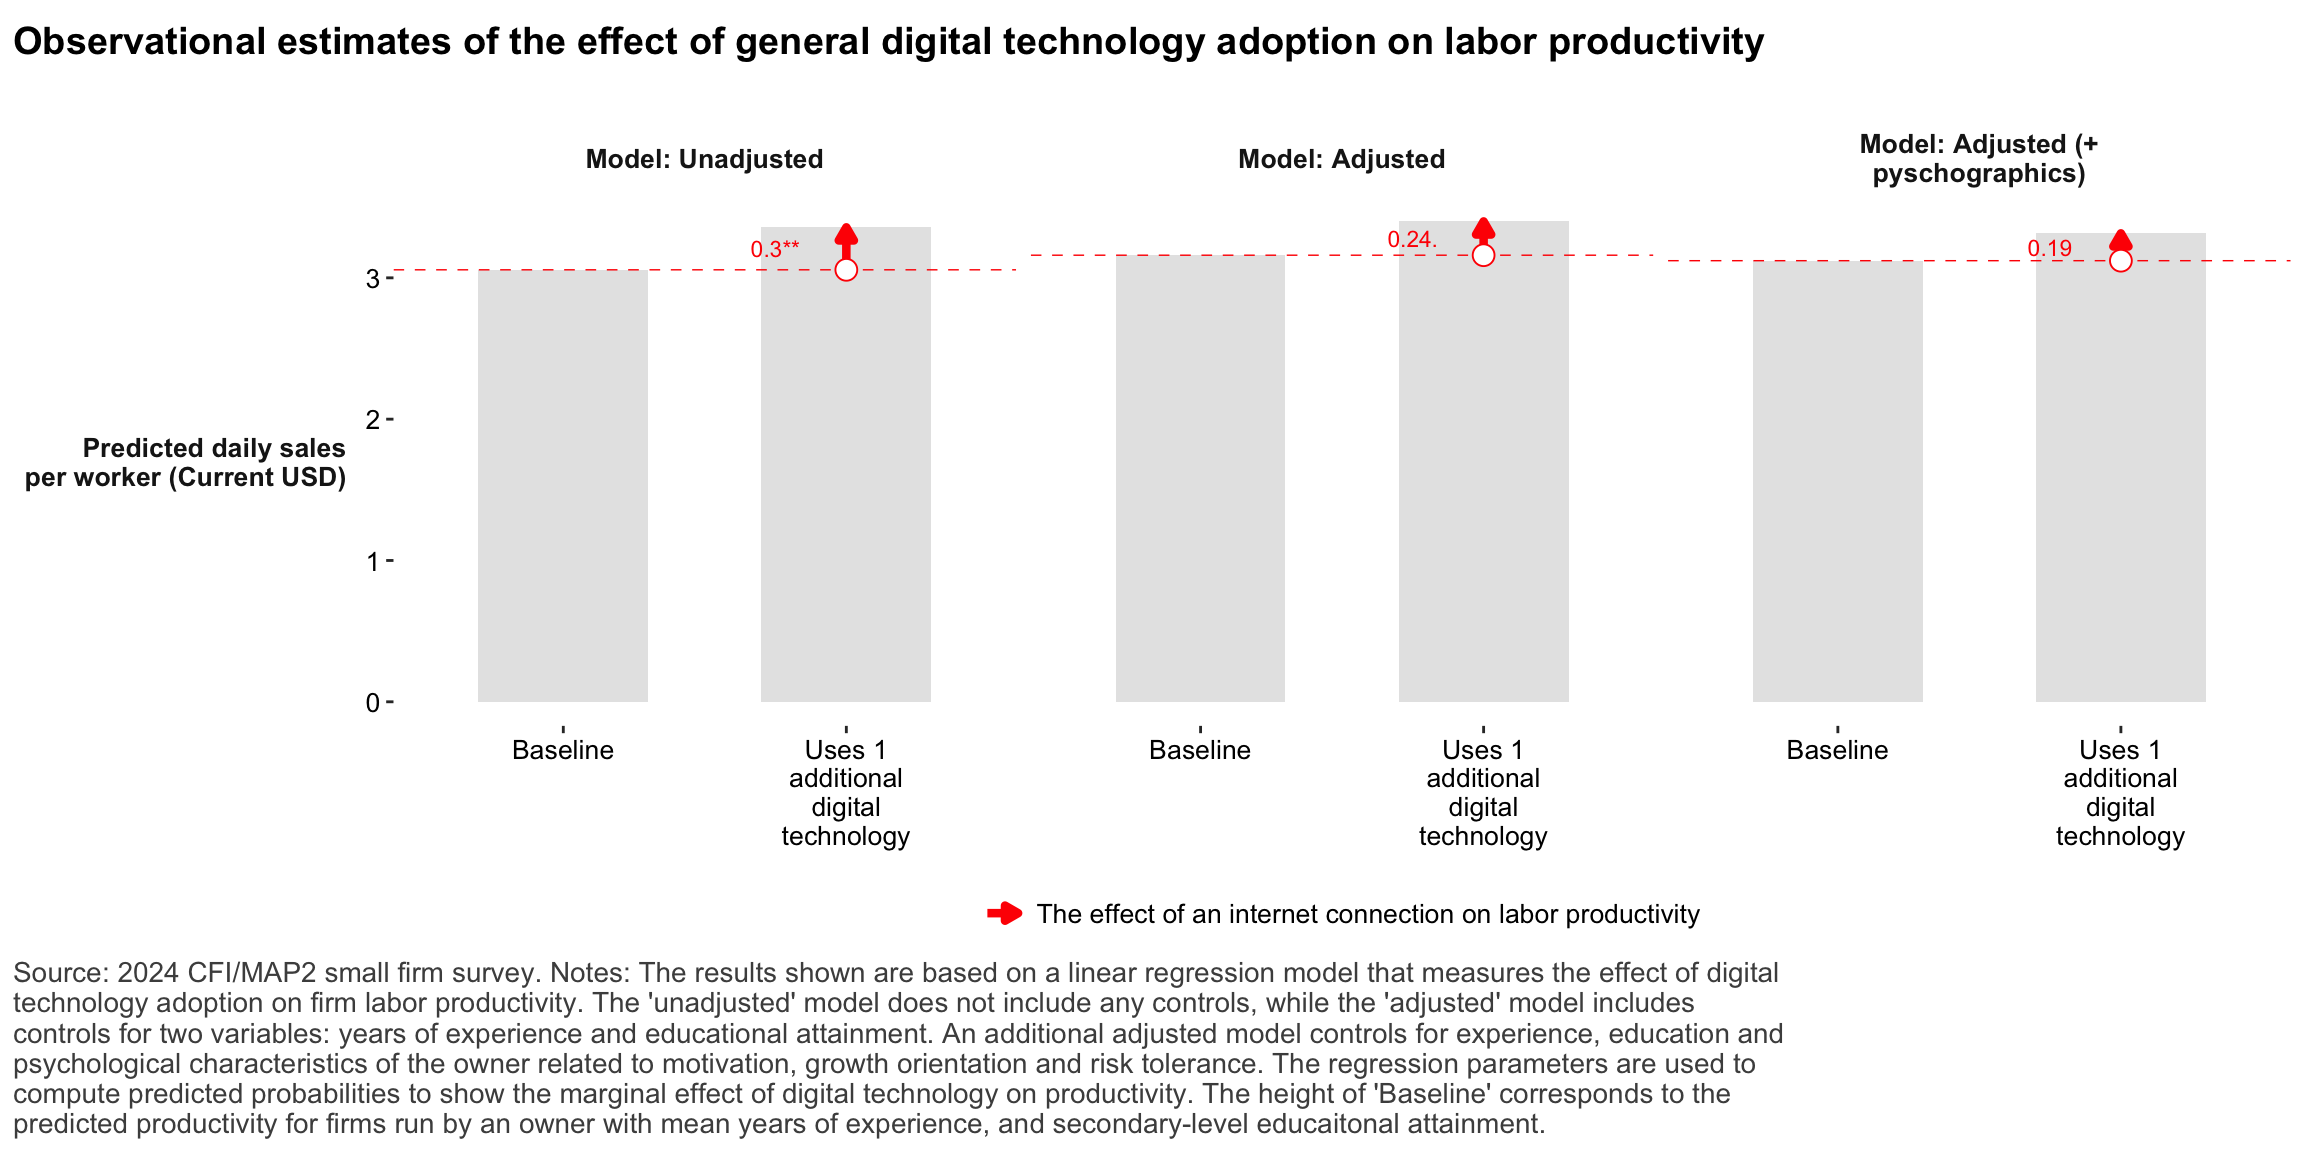 Observational estimates of the effect of general digital technology adoption on labor productivity
Model: Unadjusted
Model: Adjusted
Model: Adjusted (+
pyschographics)
0.3**
0.24.
0.19
3
2
1
0
Predicted daily sales
per worker (Current USD)
Baseline
Uses 1
additional
digital
technology
Baseline
Uses 1
additional
digital
technology
Baseline
Uses 1
additional
digital
technology
The effect of an internet connection on labor productivity
Source: 2024 CFI/MAP2 small firm survey. Notes: The results shown are based on a linear regression model that measures the effect of digital
technology adoption on firm labor productivity. The 'unadjusted' model does not include any controls, while the 'adjusted' model includes
controls for two variables: years of experience and educational attainment. An additional adjusted model controls for experience, education and
psychological characteristics of the owner related to motivation, growth orientation and risk tolerance. The regression parameters are used to
compute predicted probabilities to show the marginal effect of digital technology on productivity. The height of 'Baseline' corresponds to the
predicted productivity for firms run by an owner with mean years of experience, and secondary-level educaitonal attainment.